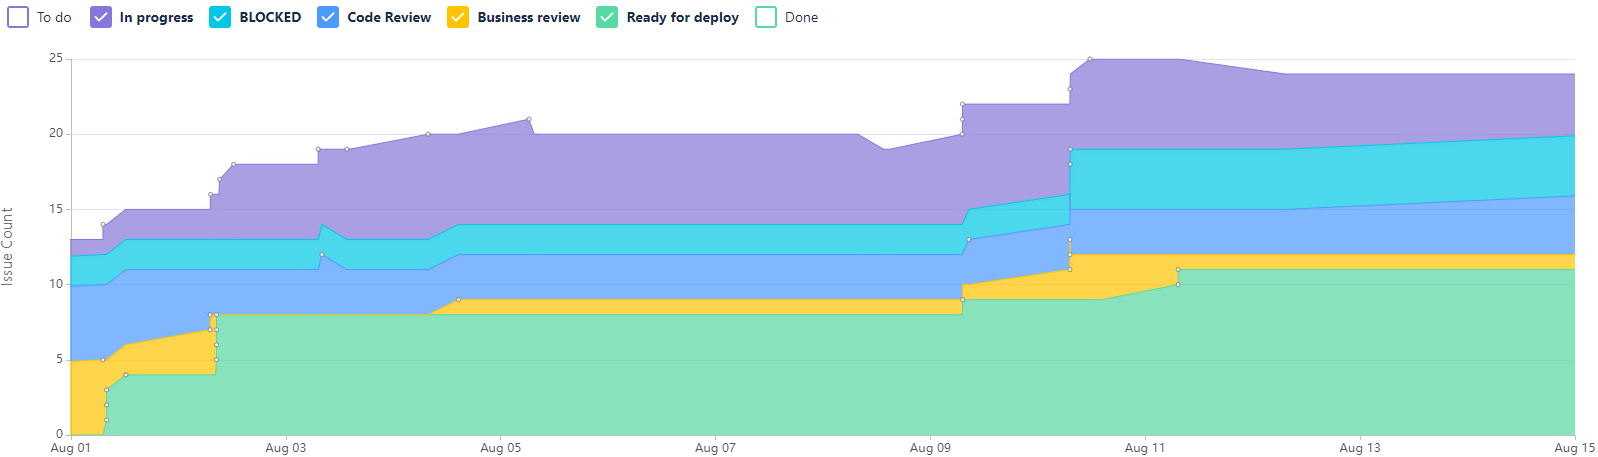 To do In progress BLOCKED Code Review Business review Ready for deploy Done
Issue Count
25
20
15
10
5
0
Aug 01 Aug 03 Aug 05 Aug 07 Aug 09 Aug 11 Aug 13 Aug 15